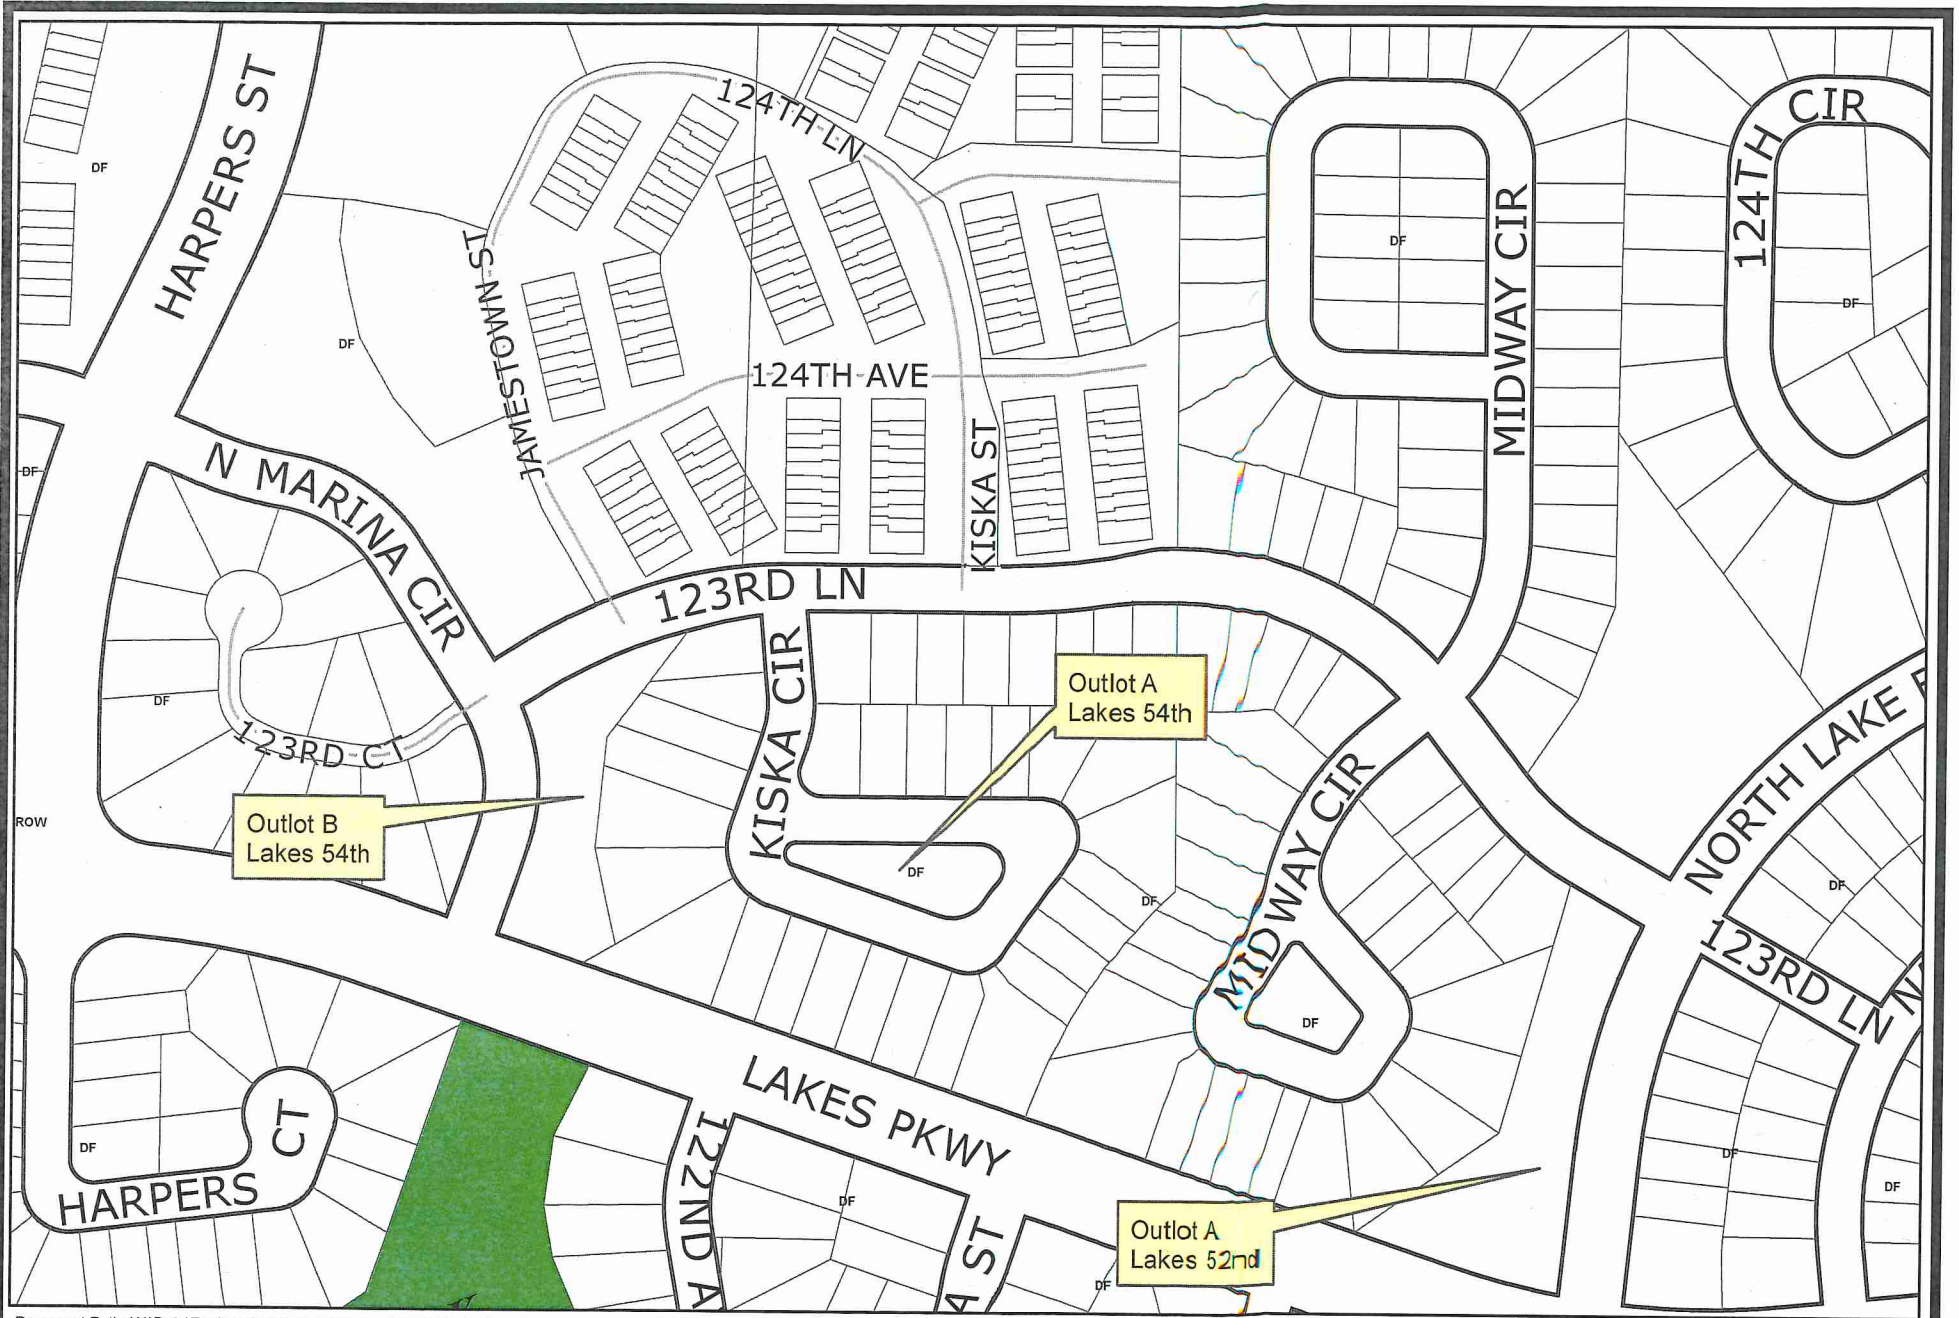 HARPERS ST
124TH LN
124TH CIR
DF
DF
MIDWAY CIR
JAMESTOWN ST
DF
DF
124TH AVE
KISKA ST
N MARINA CIR
DF
123RD LN
KISKA CIR
Outlot A
Lakes 54th
DF
123RD CT
NORTH LAKE
MIDWAY CIR
Outlot B
Lakes 54th
ROW
DF
DF
DF
123RD LN
DF
LAKES PKWY
HARPERS CT
DF
122ND A
DF
DF
DF
A ST
Outlot A
Lakes 52nd
DF